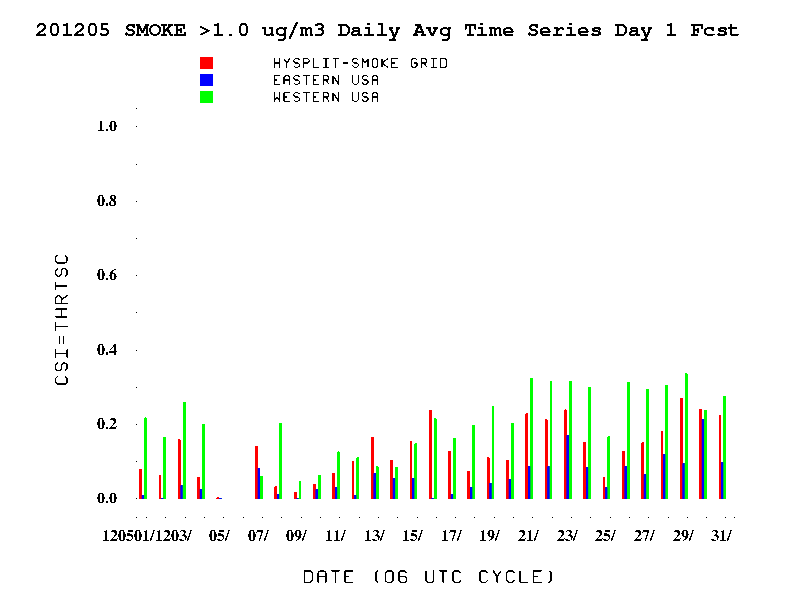 201205 SMOKE >1.0 ug/m3 Daily Avg Time Series Day 1 Fcst
HYSPLIT-SMOKE GRID
EASTERN USA
WESTERN USA
1.0
0.8
0.6
0.4
0.2
0.0
CSI=THRTSC
120501/1203/ 05/ 07/ 09/ 11/ 13/ 15/ 17/ 19/ 21/ 23/ 25/ 27/ 29/ 31/
DATE (06 UTC CYCLE)